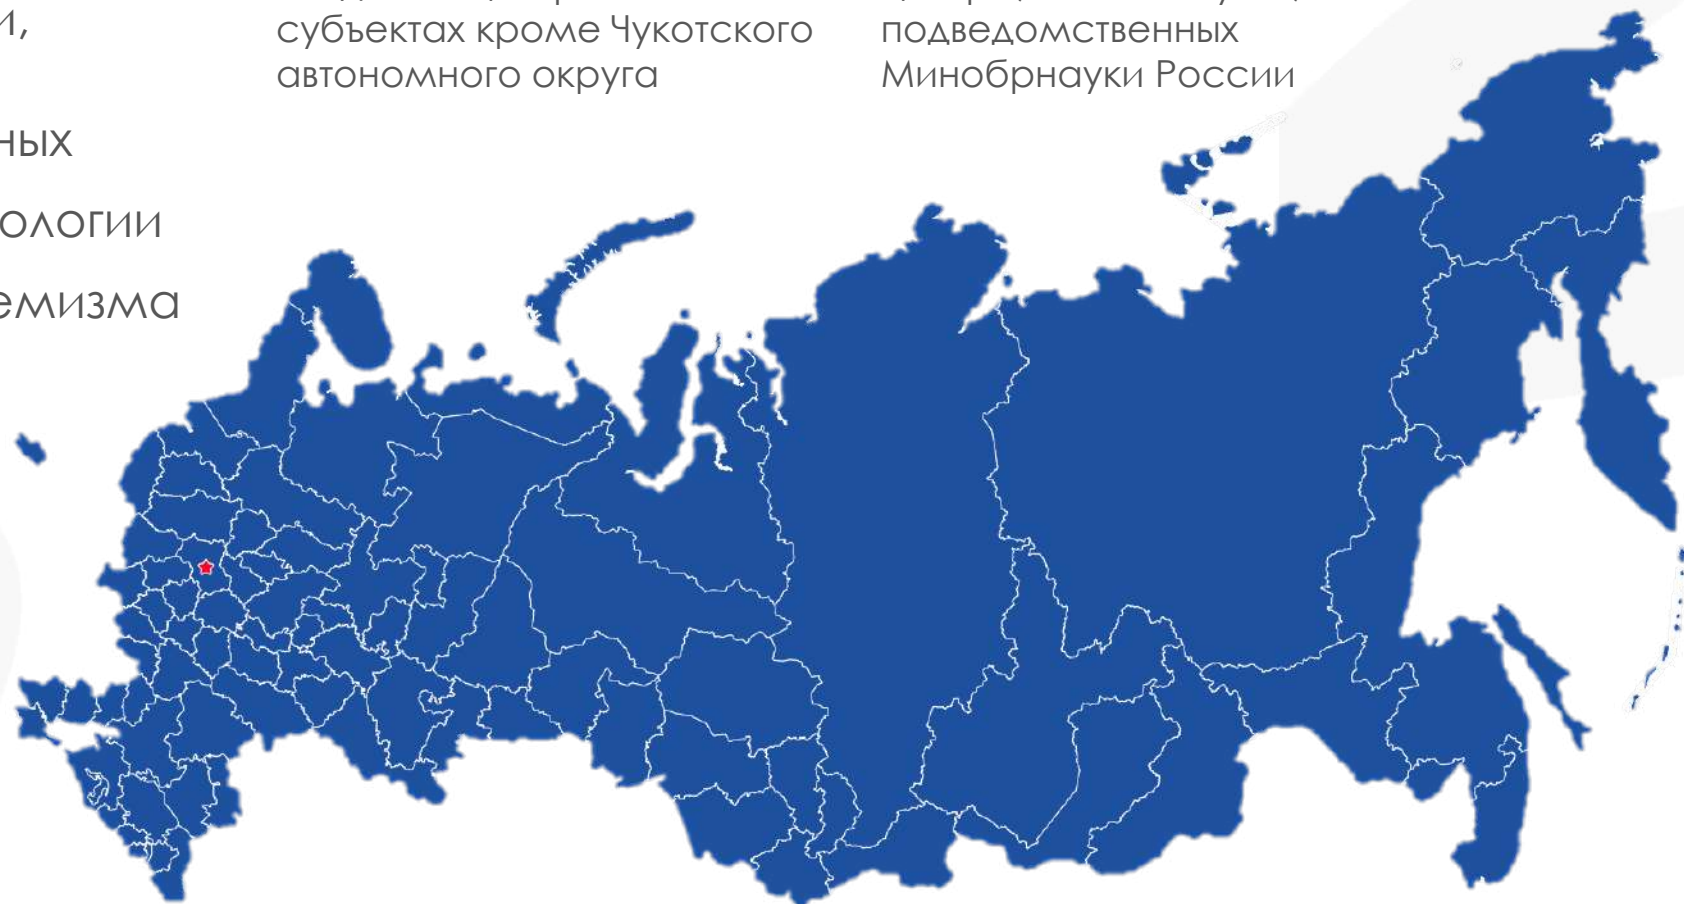 и,
ных
ологии
емизма
субъектах кроме Чукотского
автономного округа
подведомственных
Минобрнауки России